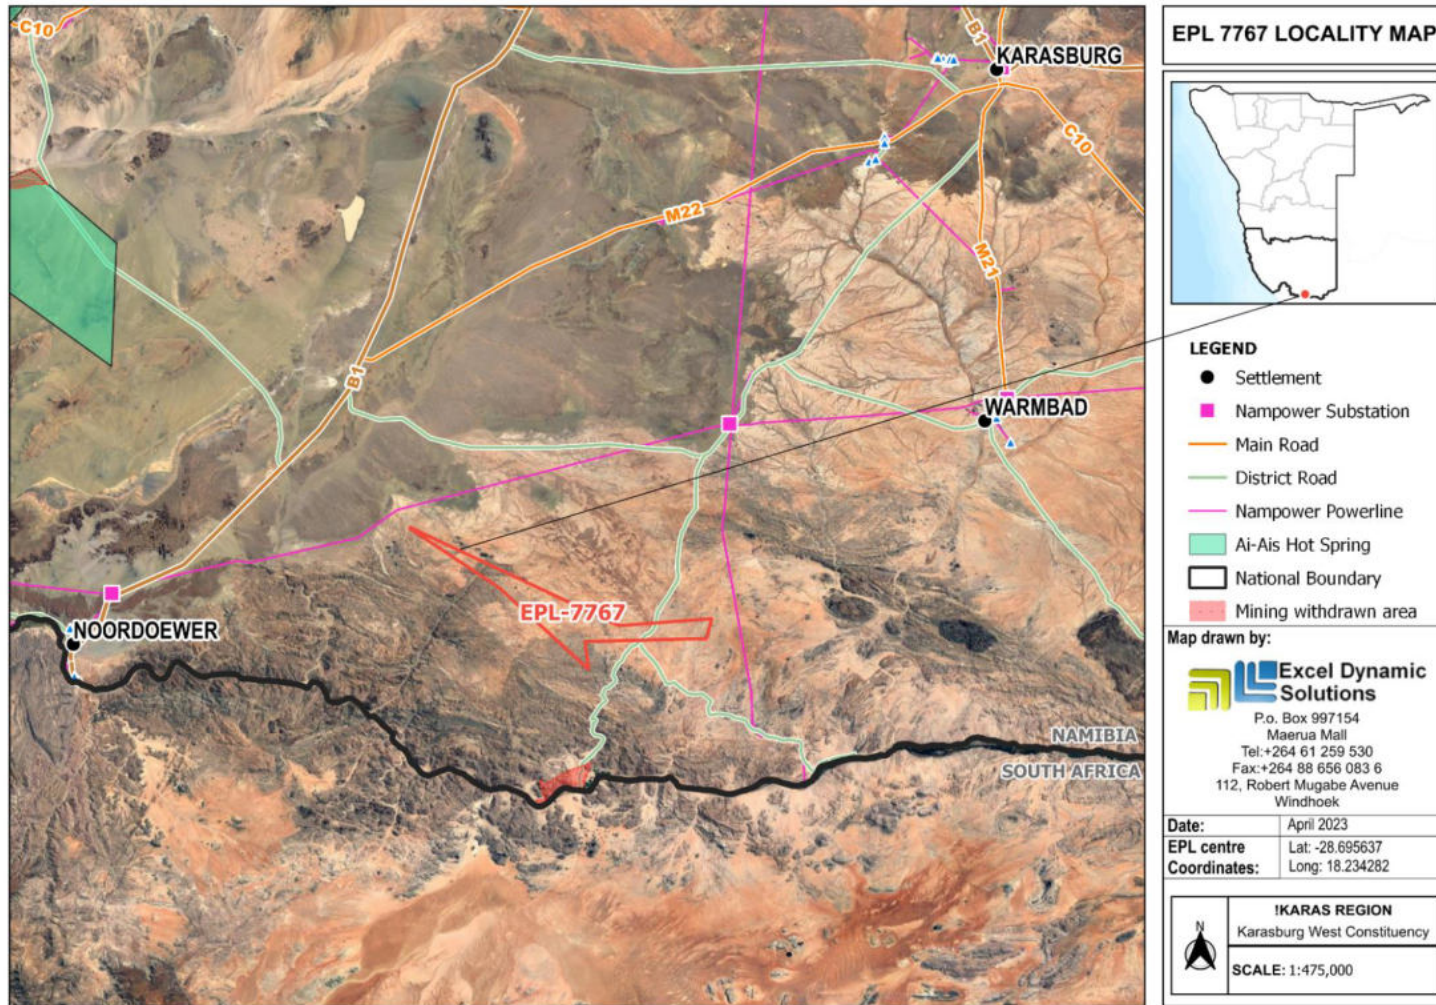 C10
B1
KARASBURG
C10
M22
M21
B1
WARMBAD
EPL-7767
NOORDOEWER
NAMIBIA
SOUTH AFRICA
EPL 7767 LOCALITY MAP
LEGEND
Settlement
Nampower Substation
Main Road
District Road
Nampower Powerline
Ai-Ais Hot Spring
National Boundary
Mining withdrawn area
Map drawn by:
Excel Dynamic
Solutions
P.o. Box 997154
Maerua Mall
Tel:+264 61 259 530
Fax:+264 88 656 083 6
112, Robert Mugabe Avenue
Windhoek
Date: April 2023
EPL centre Lat: -28.695637
Coordinates: Long: 18.234282
N
!KARAS REGION
Karasburg West Constituency
SCALE: 1:475,000